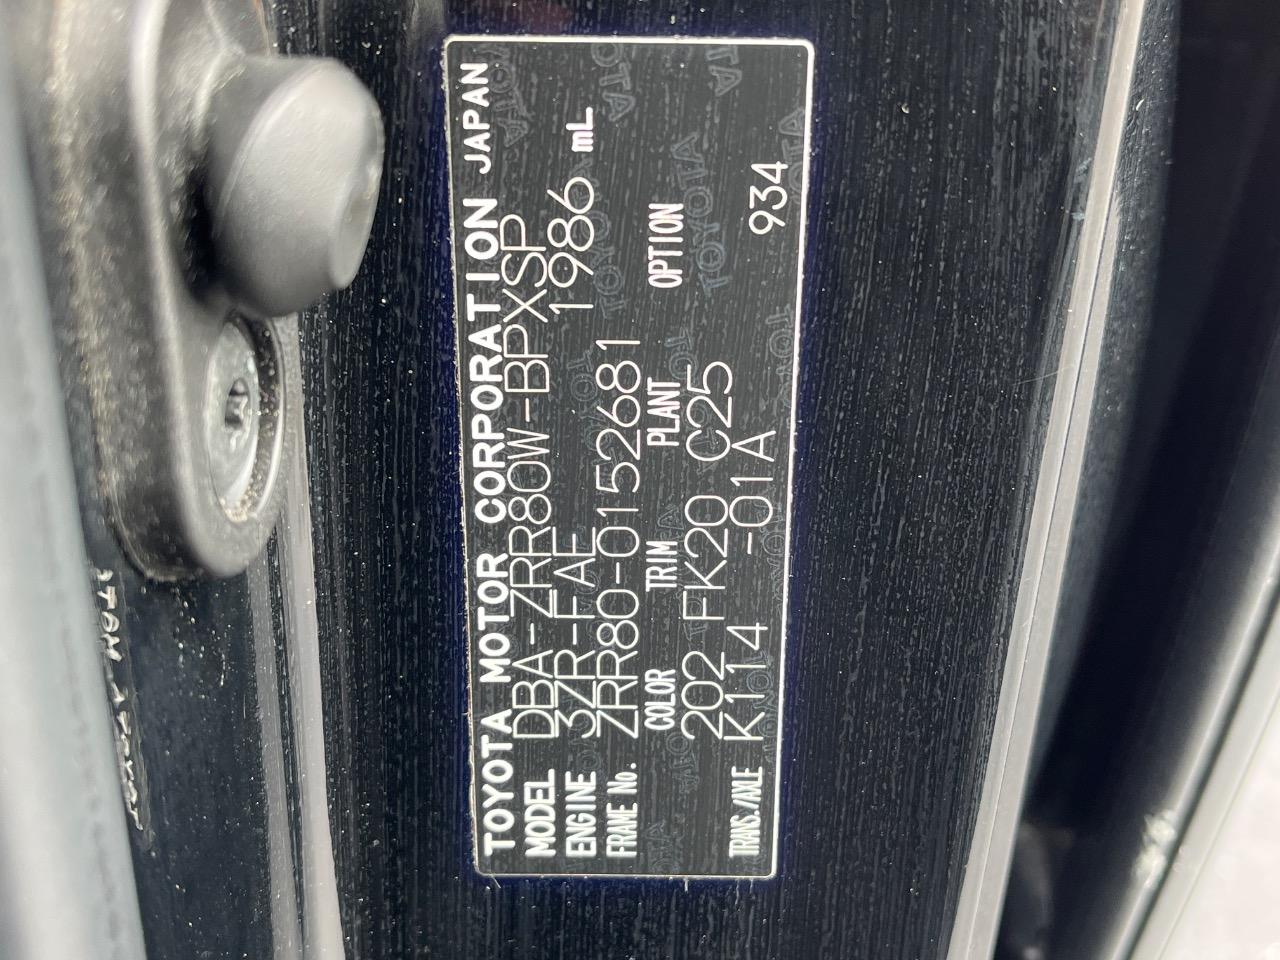 TOYOTA MOTOR CORPORATION JAPAN
MODEL DBA-ZRR80W-BPXSP
ENGINE 3ZR-FAE 1986 mL
FRAME No. ZRR80-0152681
COLOR TRIM PLANT OPTION
202 FK20 C25
TRANS./AXLE K114 -01A 934